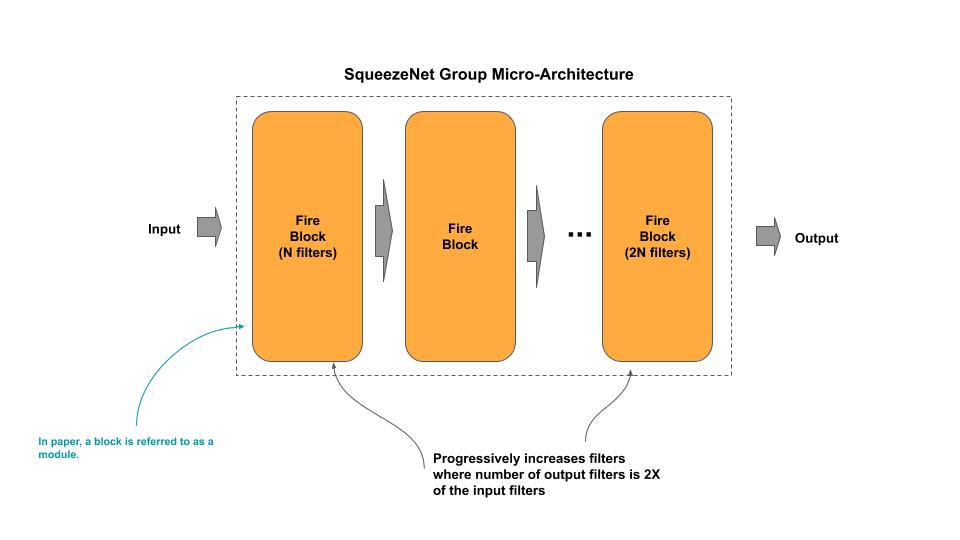 SqueezeNet Group Micro-Architecture
Input
Fire
Block
(N filters)
Fire
Block
...
Fire
Block
(2N filters)
Output
In paper, a block is referred to as a
module.
Progressively increases filters
where number of output filters is 2X
of the input filters